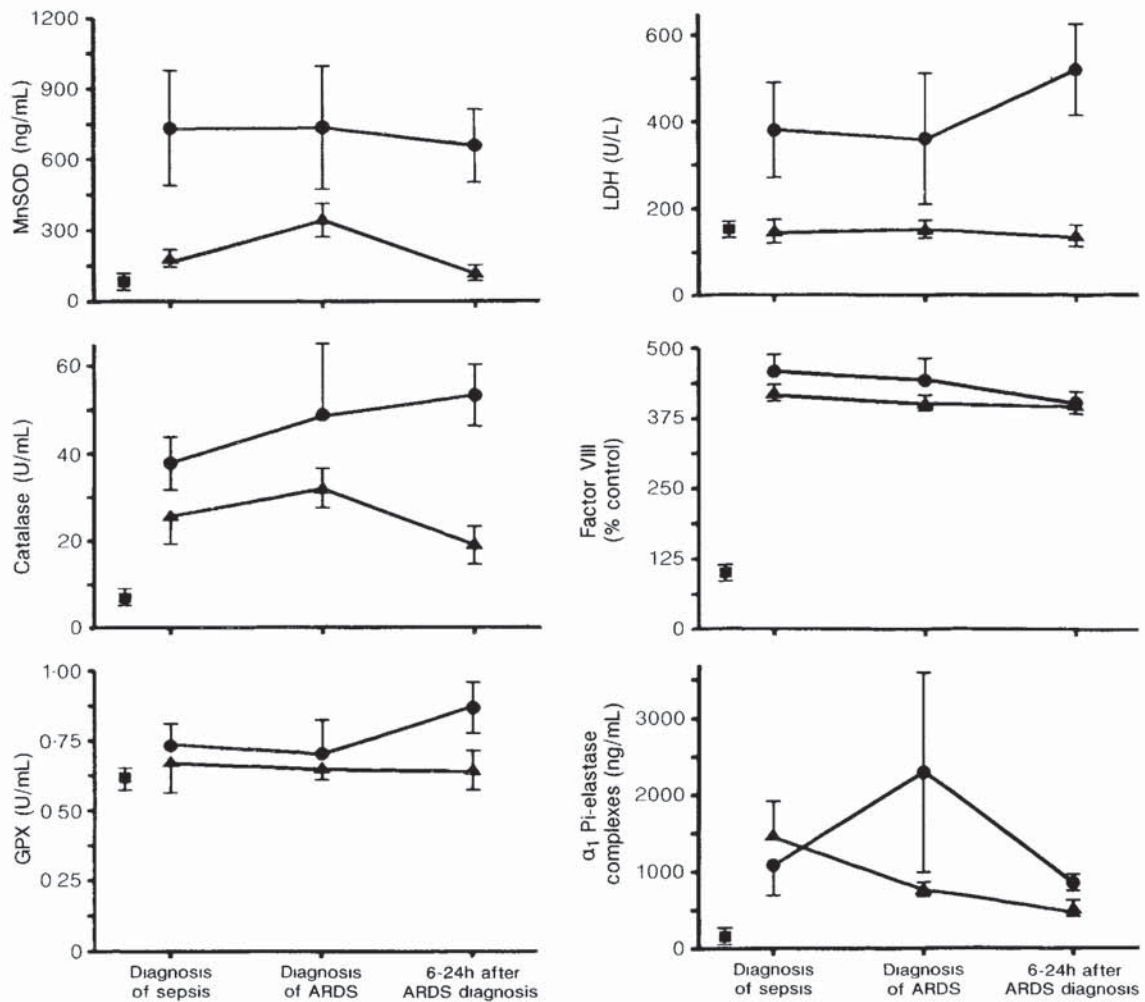 1200
900
600
300
0
MnSOD (ng/mL)
600
400
200
0
LDH (U/L)
60
40
20
0
Catalase (U/mL)
500
375
250
125
0
Factor VIII
(% control)
1·00
0·75
0·50
0·25
0
GPX (U/mL)
3000
2000
1000
0
α₁ Pi-elastase
complexes (ng/mL)
Diagnosis
of sepsis
Diagnosis
of ARDS
6-24h after
ARDS diagnosis
Diagnosis
of sepsis
Diagnosis
of ARDS
6-24h after
ARDS diagnosis